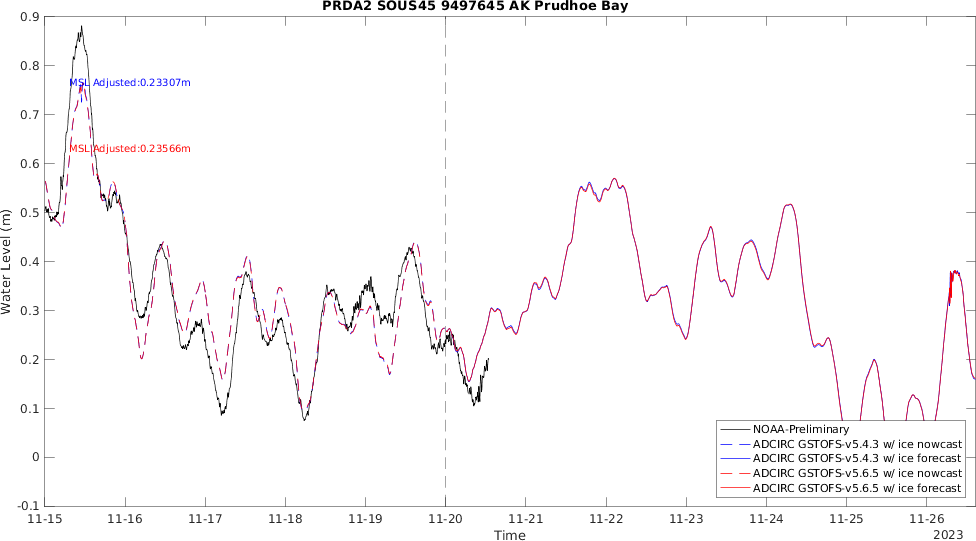 PRDA2 SOUS45 9497645 AK Prudhoe Bay
0.9
0.8
0.7
0.6
0.5
0.4
0.3
0.2
0.1
0
-0.1
Water Level (m)
MSL Adjusted:0.23307m
MSL Adjusted:0.23566m
NOAA-Preliminary
ADCIRC GSTOFS-v5.4.3 w/ ice nowcast
ADCIRC GSTOFS-v5.4.3 w/ ice forecast
ADCIRC GSTOFS-v5.6.5 w/ ice nowcast
ADCIRC GSTOFS-v5.6.5 w/ ice forecast
11-15 11-16 11-17 11-18 11-19 11-20 11-21 11-22 11-23 11-24 11-25 11-26
2023
Time